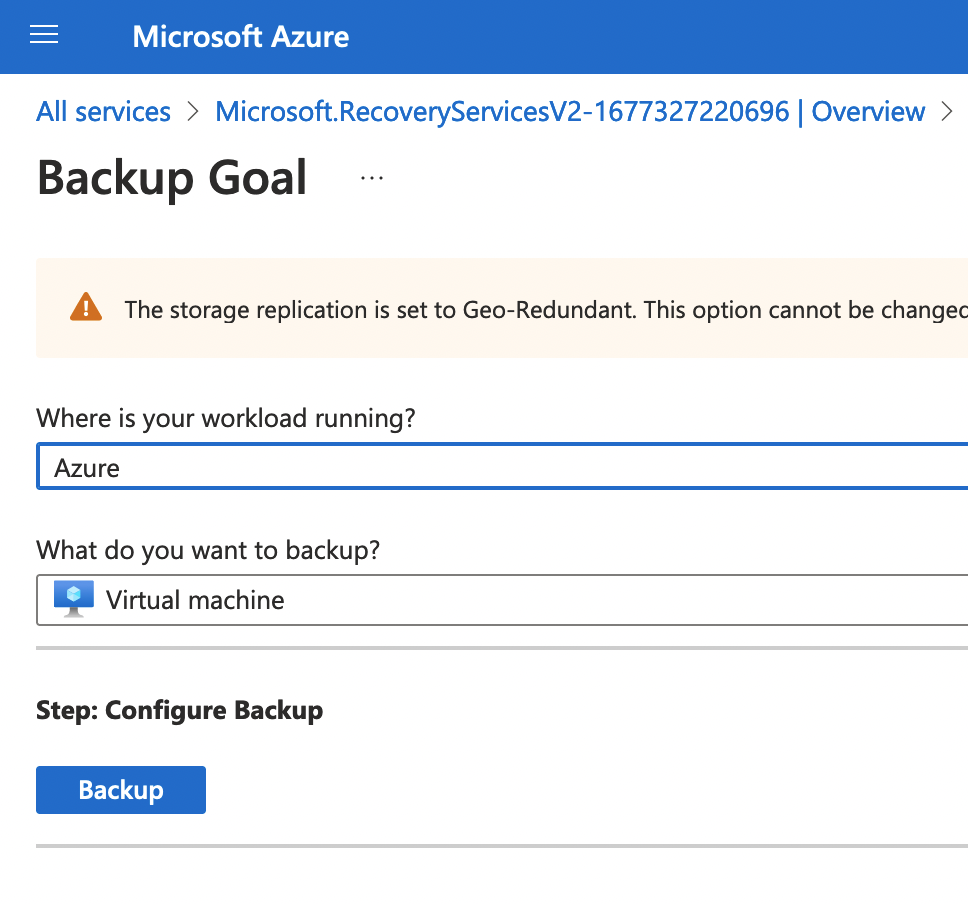 Microsoft Azure
All services > Microsoft.RecoveryServicesV2-1677327220696 | Overview >
Backup Goal ...
The storage replication is set to Geo-Redundant. This option cannot be changed
Where is your workload running?
Azure
What do you want to backup?
Virtual machine
Step: Configure Backup
Backup